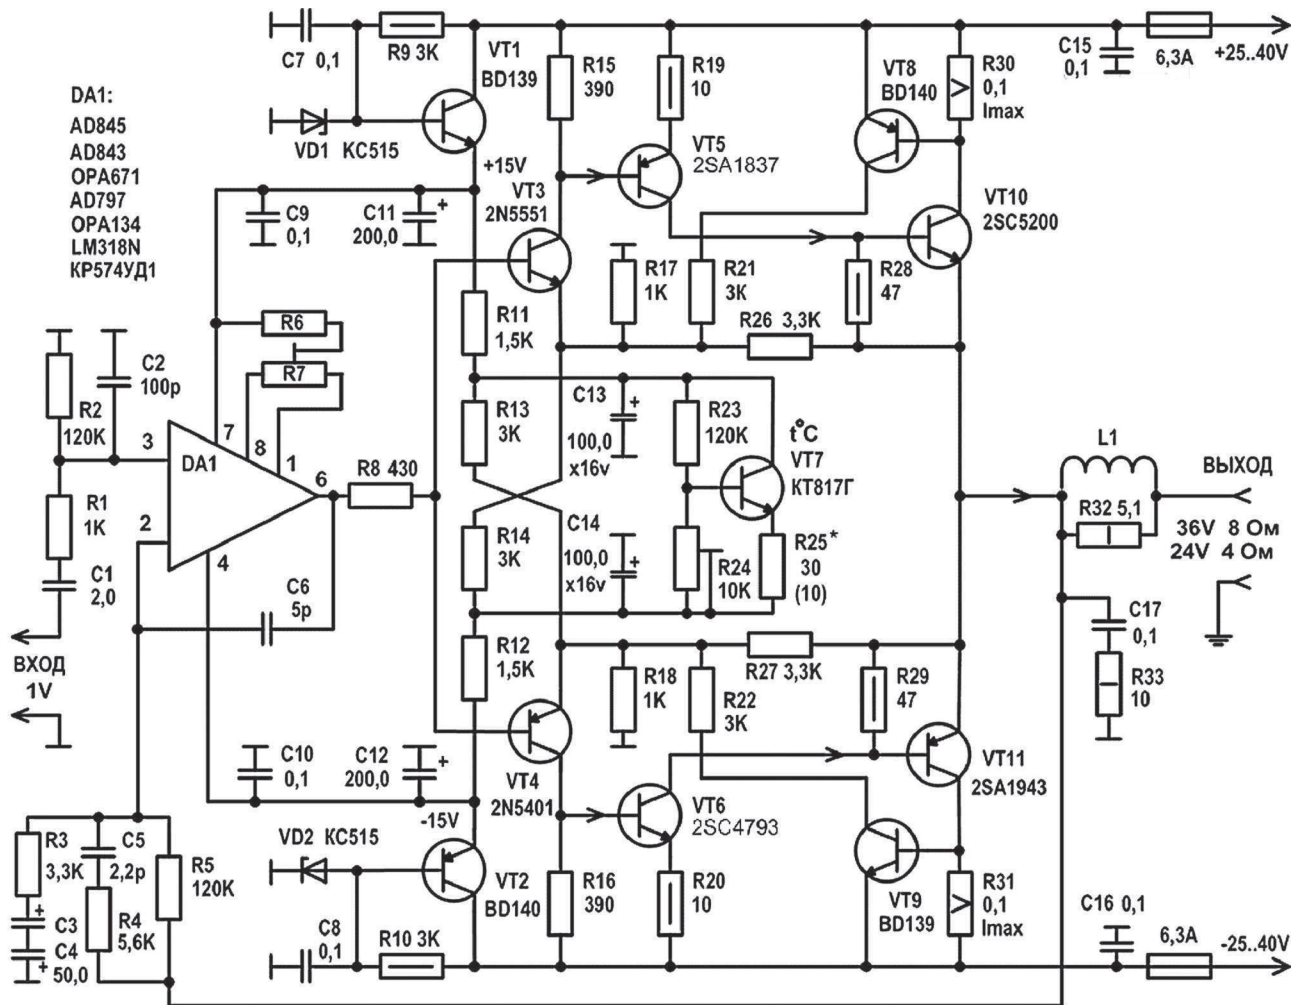 DA1:
AD845
AD843
OPA671
AD797
OPA134
LM318N
КР574УД1
C7 0,1
R9 3K
VT1
BD139
VD1 KC515
+15V
R15
390
R19
10
VT5
2SA1837
VT8
BD140
R30
0,1
Imax
C15
0,1
6,3A
+25..40V
C9
0,1
C11
200,0
+
VT3
2N5551
VT10
2SC5200
R17
1K
R21
3K
R28
47
R26 3,3K
R6
R7
R11
1,5K
R2
120K
C2
100p
3
7
8
1
6
2
4
DA1
R8 430
R1
1K
C1
2,0
ВХОД
1V
C6
5p
R13
3K
R14
3K
C13
+
100,0
x16v
C14
100,0
+
x16v
R23
120K
t°C
VT7
КТ817Г
R24
10K
R25*
30
(10)
L1
R32 5,1
ВЫХОД
36V 8 Ом
24V 4 Ом
C17
0,1
R33
10
R12
1,5K
R18
1K
R22
3K
R27 3,3K
R29
47
C10
0,1
C12
200,0
+
VT4
2N5401
VT6
2SC4793
VT11
2SA1943
-15V
VD2 KC515
VT2
BD140
R16
390
R20
10
VT9
BD139
R31
0,1
Imax
C16 0,1
6,3A
-25..40V
C8
0,1
R10 3K
R3
3,3K
C5
2,2p
R5
120K
+
C3
C4
+
50,0
R4
5,6K